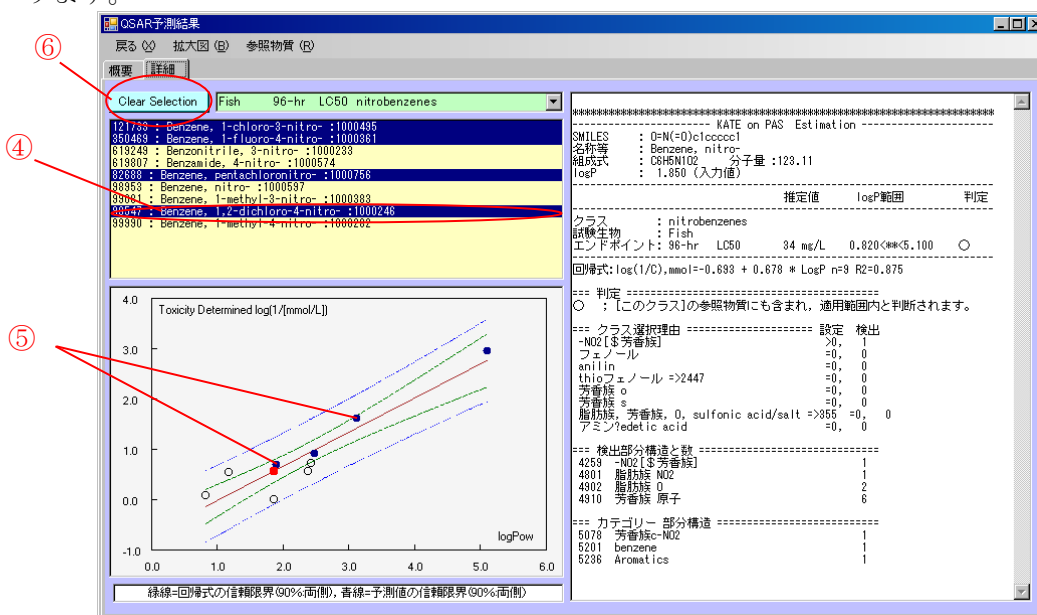 ります。
QSAR予測結果
戻る(X) 拡大図(B) 参照物質(R)
概要 詳細
⑥
Clear Selection
Fish 96-hr LC50 nitrobenzenes
④
121733 : Benzene, 1-chloro-3-nitro- :1000495
350469 : Benzene, 1-fluoro-4-nitro- :1000361
619249 : Benzonitrile, 3-nitro- :1000233
619807 : Benzamide, 4-nitro- :1000574
82688 : Benzene, pentachloronitro- :1000756
98953 : Benzene, nitro- :1000597
99081 : Benzene, 1-methyl-3-nitro- :1000383
99547 : Benzene, 1,2-dichloro-4-nitro- :1000246
99990 : Benzene, 1-methyl-4-nitro- :1000282
⑤
Toxicity Determined log(1/[mmol/L])
4.0
3.0
2.0
1.0
0.0
-1.0
logPow
0.0 1.0 2.0 3.0 4.0 5.0 6.0
緑線=回帰式の信頼限界(90%:両側), 青線=予測値の信頼限界(90%:両側)
---------------------- KATE on PAS Estimation ----------------------
SMILES : O=N(=O)c1ccccc1
名称等 : Benzene, nitro-
組成式 : C6H5NO2 分子量 :123.11
logP : 1.850 (入力値)
推定値 logP範囲 判定
クラス : nitrobenzenes
試験生物 : Fish
エンドポイント: 96-hr LC50 34 mg/L 0.820<**<5.100 ○
回帰式:log(1/C),mmol=-0.693 + 0.678 * LogP n=9 R2=0.875
=== 判定 =========================
○ ; [このクラス]の参照物質にも含まれ, 適用範囲内と判断されます。
=== クラス選択理由 =================== 設定 検出
-NO2[$芳香族] >0, 1
フェノール =0, 0
anilin =0, 0
thioフェノール =>2447 =0, 0
芳香族 o =0, 0
芳香族 s =0, 0
脂肪族, 芳香族, O, sulfonic acid/salt =>355 =0, 0
アミン?edetic acid =0, 0
=== 検出部分構造と数 ===========================
4259 -NO2[$芳香族] 1
4801 脂肪族 NO2 1
4902 脂肪族 O 2
4910 芳香族 原子 6
=== カテゴリー 部分構造 =========================
5078 芳香族c-NO2 1
5201 benzene 1
5236 Aromatics 1